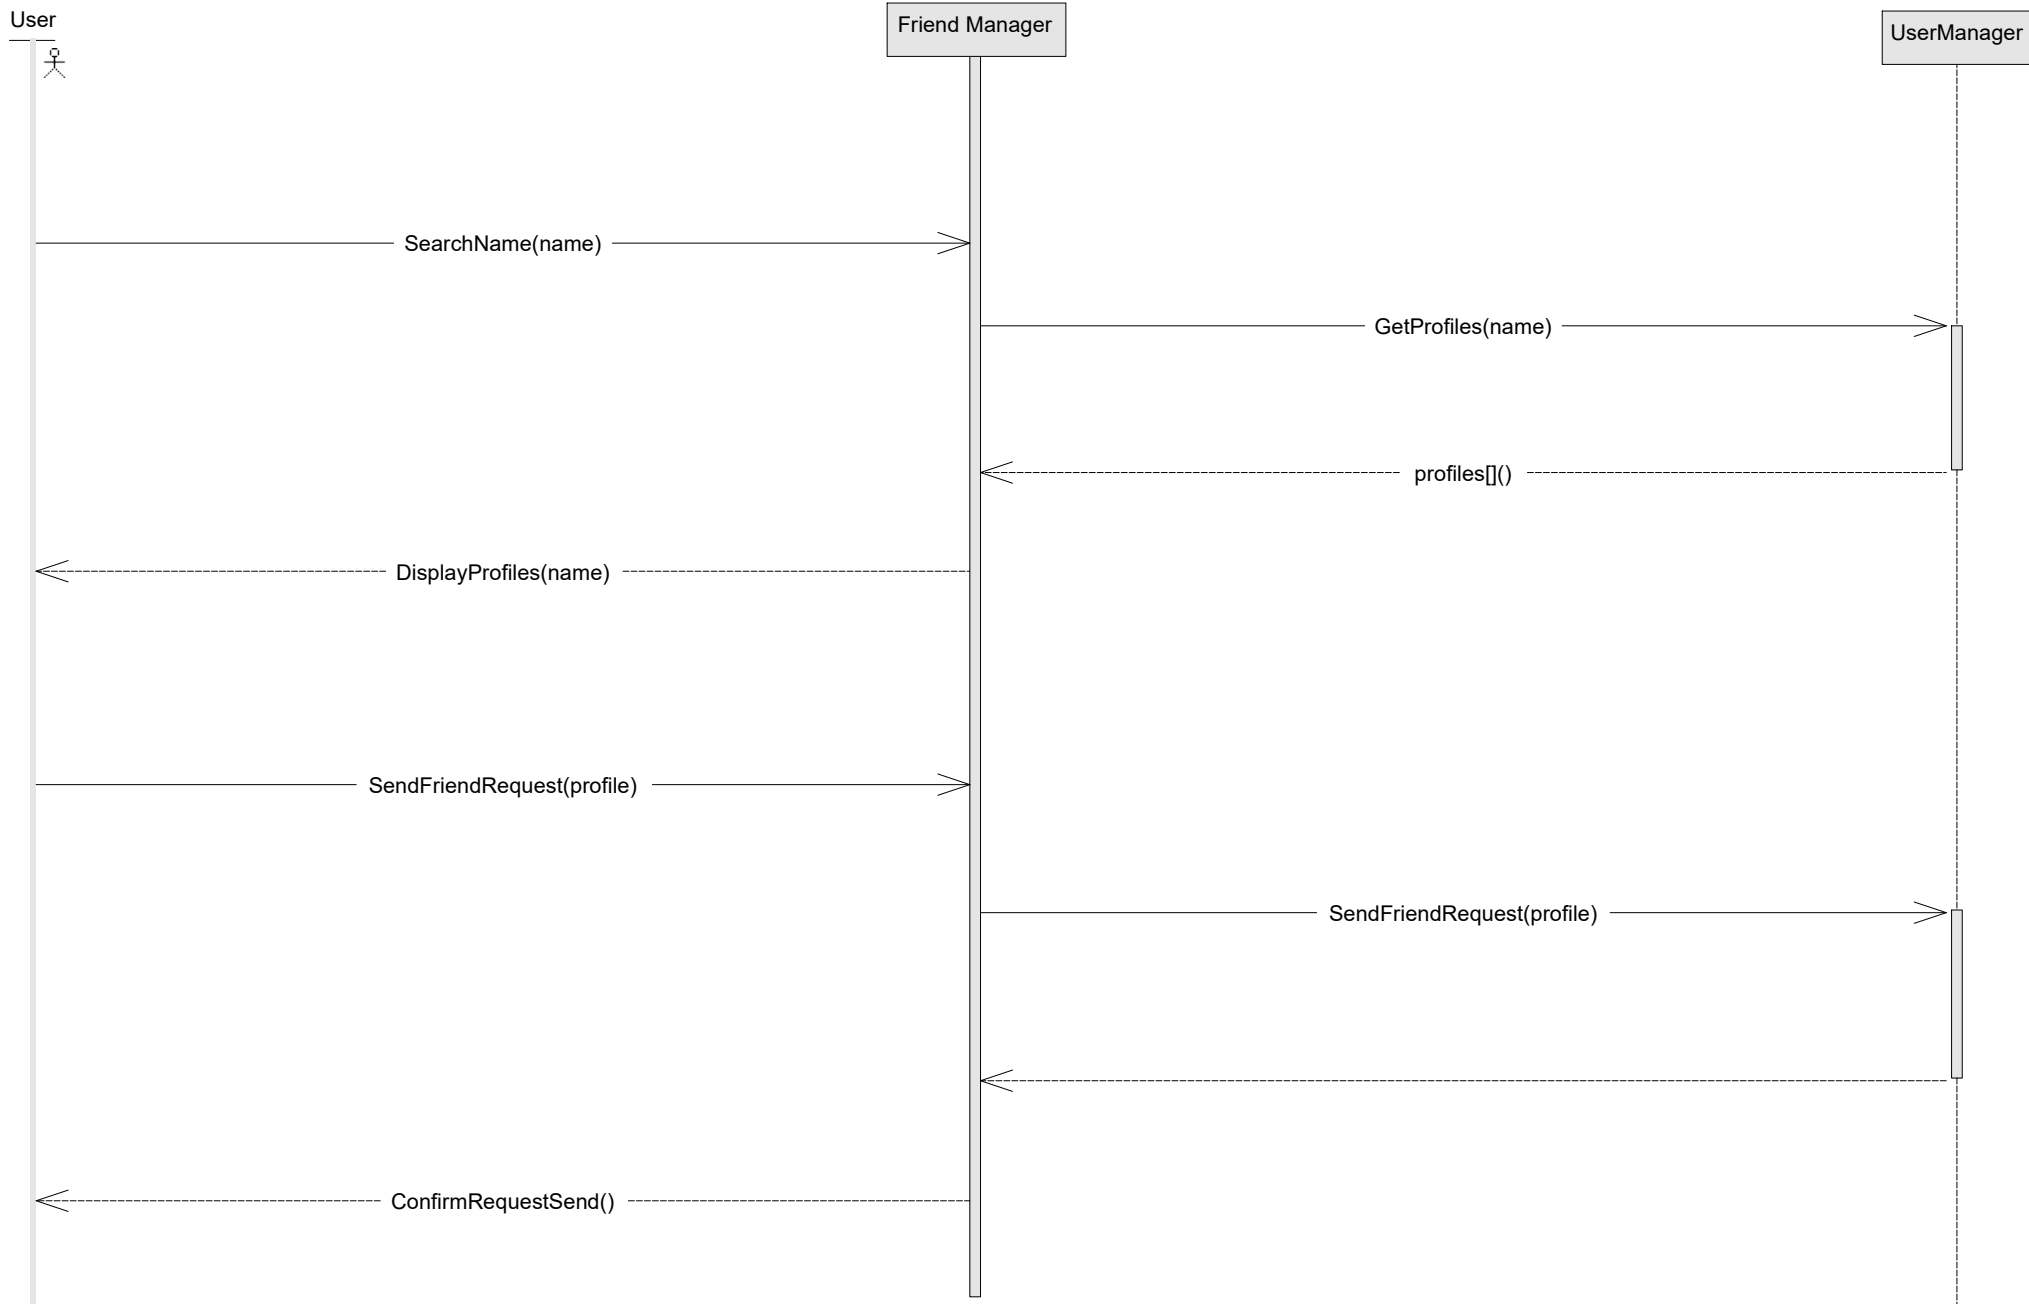 User
Friend Manager
UserManager
SearchName(name)
GetProfiles(name)
profiles[]()
DisplayProfiles(name)
SendFriendRequest(profile)
SendFriendRequest(profile)
ConfirmRequestSend()